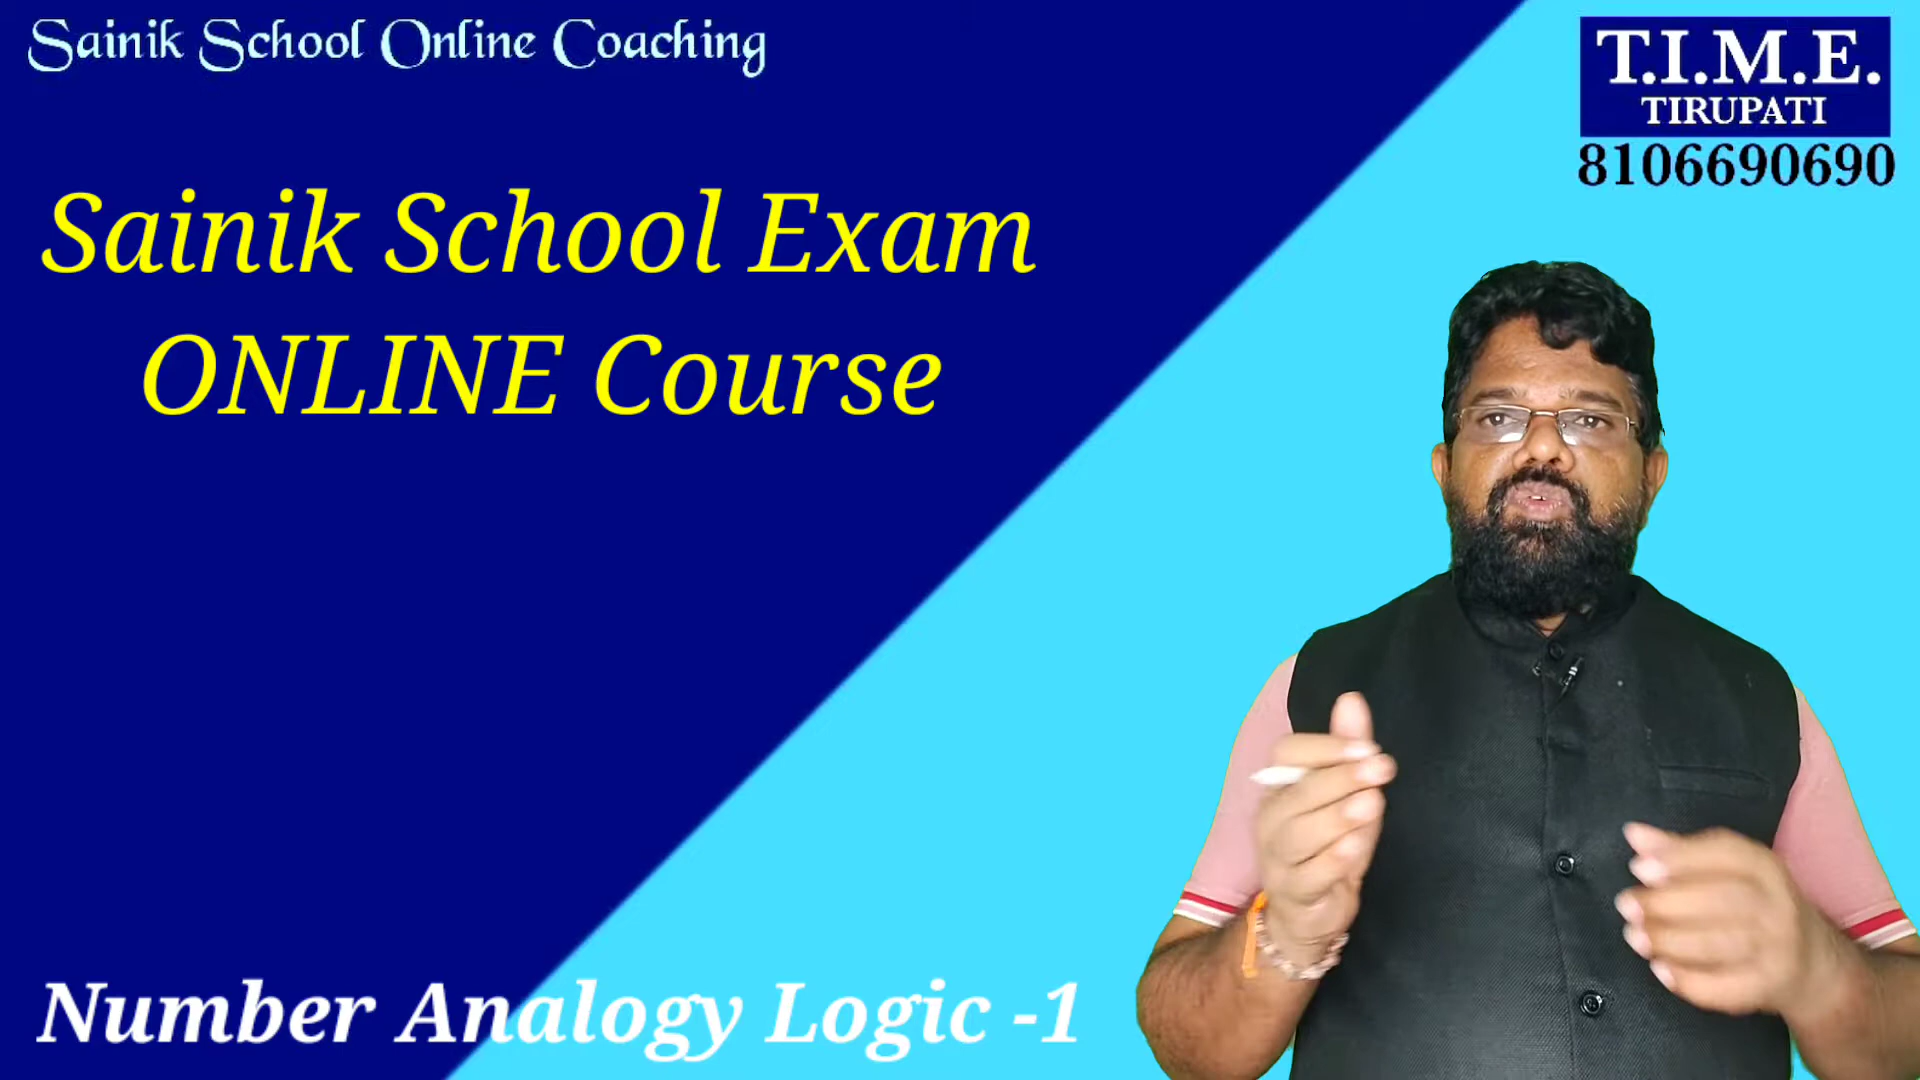 Sainik School Online Coaching
T.I.M.E.
TIRUPATI
8106690690
Sainik School Exam
ONLINE Course
Number Analogy Logic -1